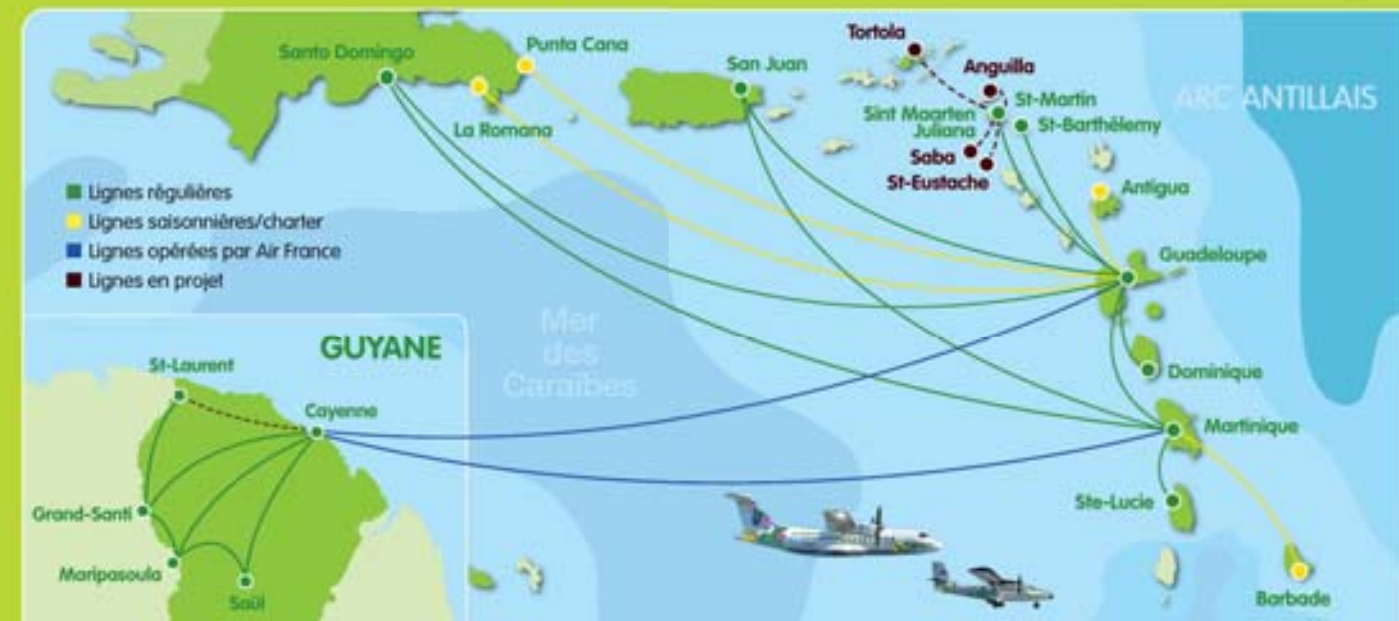 Tortola
Punta Cana
Santo Domingo
San Juan
Anguilla
ARC ANTILLAIS
St-Martin
Sint Maarten
Juliana
St-Barthélemy
La Romana
Saba
St-Eustache
Antigua
Lignes régulières
Lignes saisonnières/charter
Lignes opérées par Air France
Lignes en projet
Guadeloupe
Mer
des
Caraïbes
GUYANE
St-Laurent
Cayenne
Dominique
Martinique
Grand-Santi
Ste-Lucie
Maripasoula
Saül
Barbade